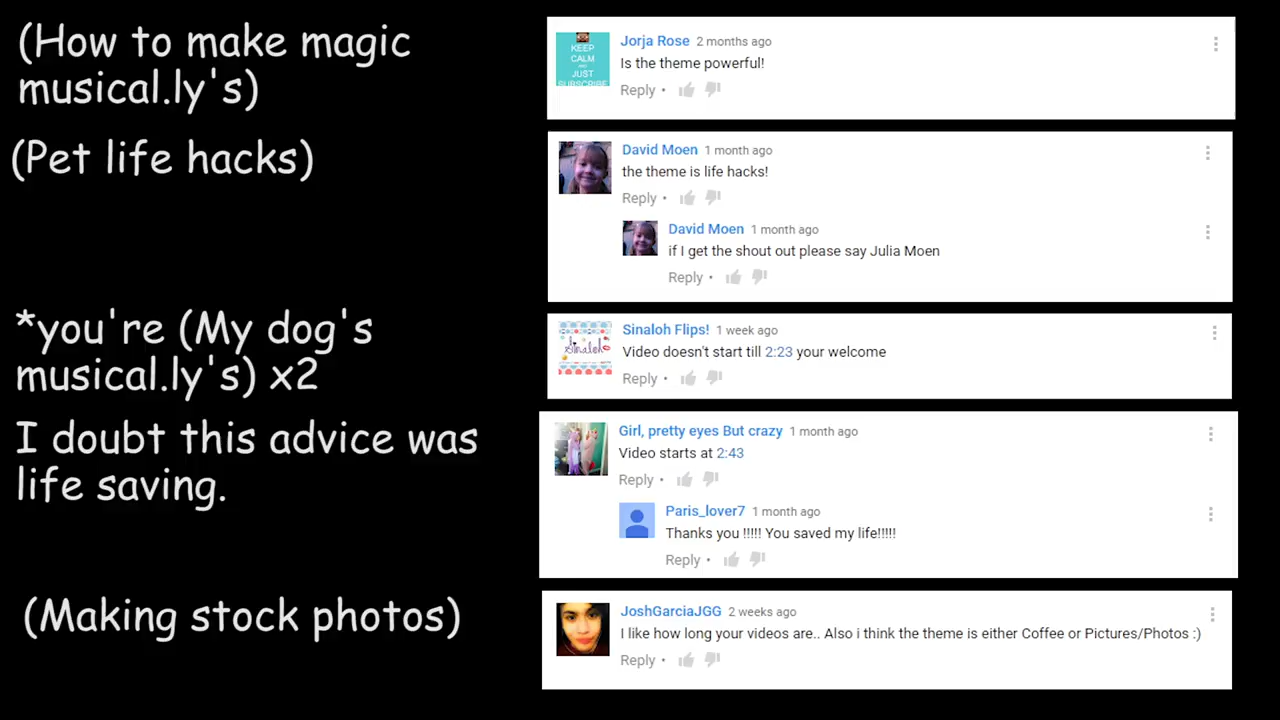 (How to make magic
musical.ly's)
KEEP
CALM
AND
JUST
SUBSCRIBE
Jorja Rose 2 months ago
Is the theme powerful!
Reply •
(Pet life hacks)
David Moen 1 month ago
the theme is life hacks!
Reply •
David Moen 1 month ago
if I get the shout out please say Julia Moen
Reply •
*you're (My dog's
musical.ly's) x2
Sinaloh
Sinaloh Flips! 1 week ago
Video doesn't start till 2:23 your welcome
Reply •
I doubt this advice was
life saving.
Girl, pretty eyes But crazy 1 month ago
Video starts at 2:43
Reply •
Paris_lover7 1 month ago
Thanks you !!!!! You saved my life!!!!!
Reply •
(Making stock photos)
JoshGarciaJGG 2 weeks ago
I like how long your videos are.. Also i think the theme is either Coffee or Pictures/Photos :)
Reply •